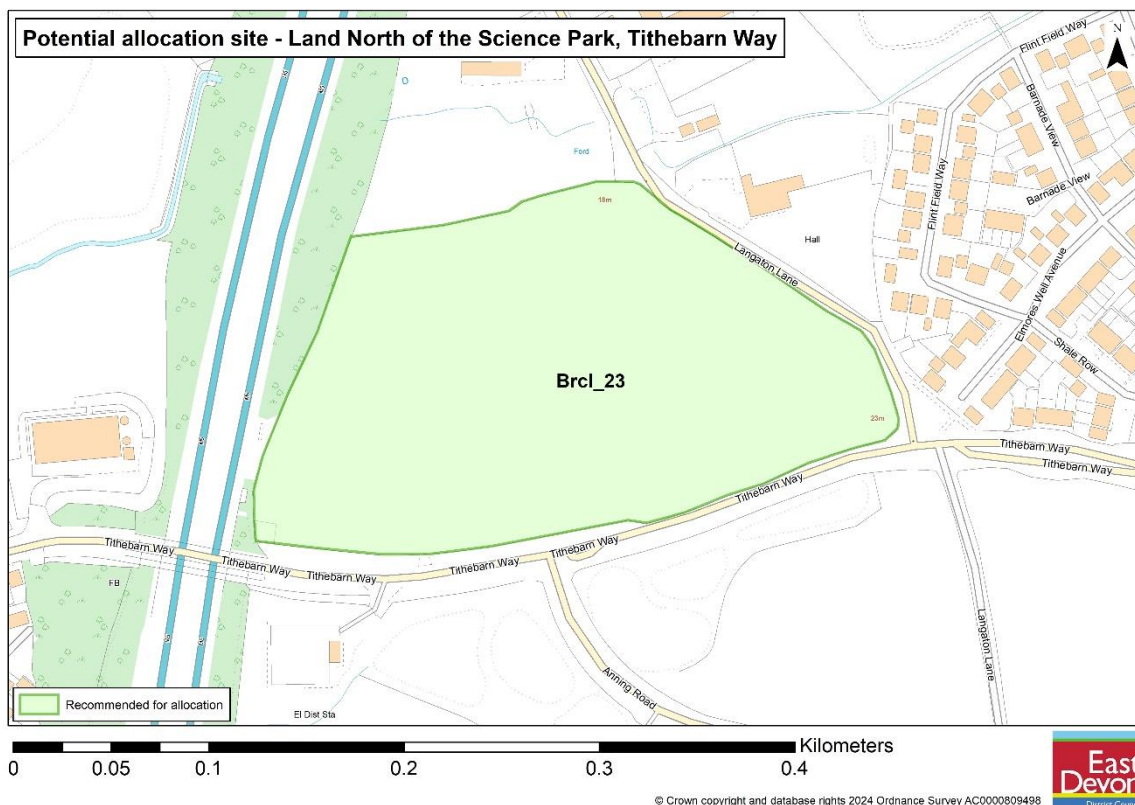 Potential allocation site - Land North of the Science Park, Tithebarn Way
N
Flint Field Way
Barnade View
Ford
18m
Flint Field Way
Barnade View
Langaton Lane
Hall
Elmores Well Avenue
Shale Row
Brcl_23
23m
Tithebarn Way
Tithebarn Way
Tithebarn Way
Tithebarn Way
Tithebarn Way
Tithebarn Way
Tithebarn Way
Tithebarn Way
FB
Langaton Lane
Anning Road
El Dist Sta
Recommended for allocation
Kilometers
0 0.05 0.1 0.2 0.3 0.4
East
Devon
District Council
© Crown copyright and database rights 2024 Ordnance Survey AC0000809498